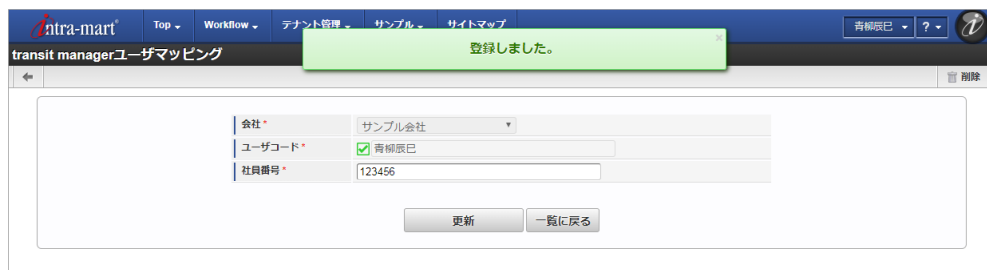 intra-mart Top Workflow テナント管理 サンプル サイトマップ 青柳辰巳 ?
登録しました。 ×
transit managerユーザマッピング
削除
会社* サンプル会社
ユーザコード* 青柳辰巳
社員番号* 123456
更新 一覧に戻る